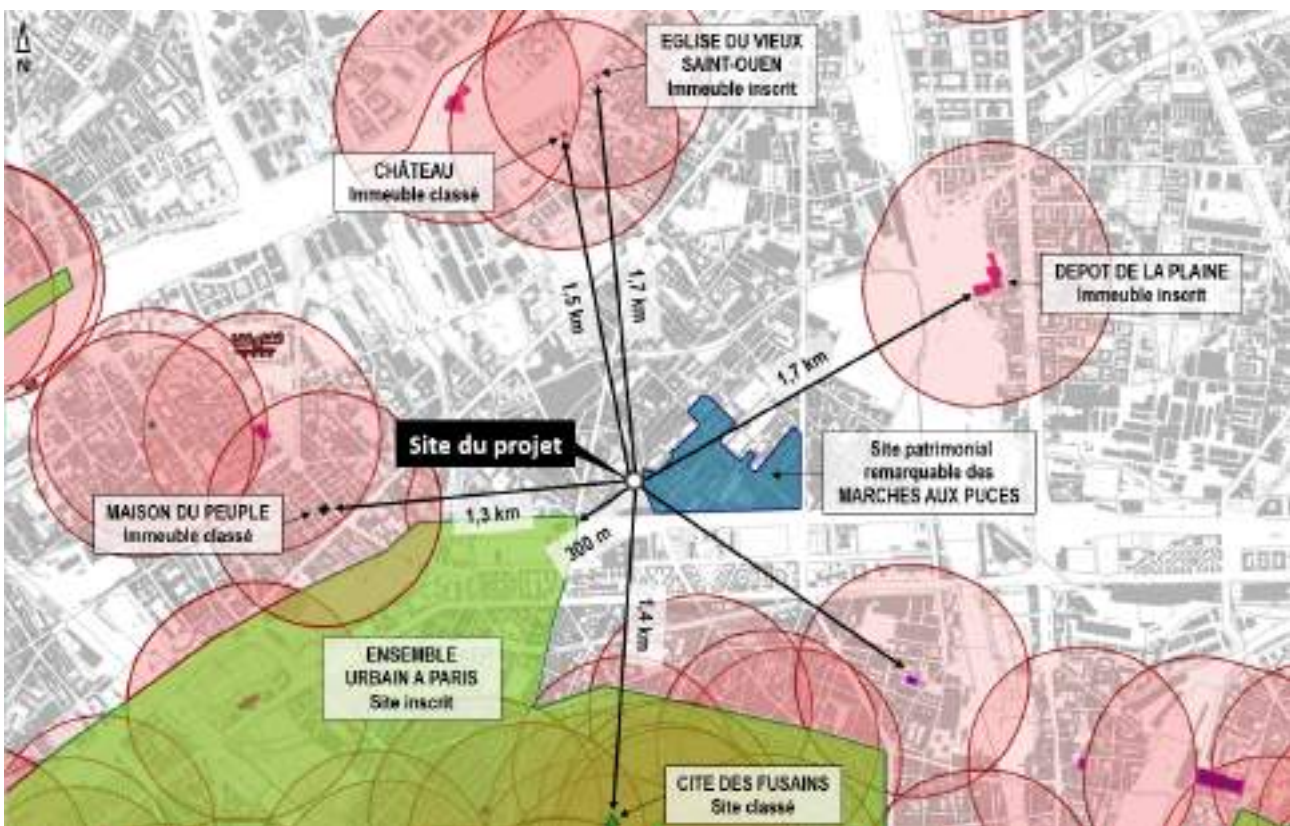 N
EGLISE DU VIEUX
SAINT-OUEN
Immeuble inscrit
CHÂTEAU
Immeuble classé
DEPOT DE LA PLAINE
Immeuble inscrit
1,5 km
1,7 km
1,7 km
Site du projet
Site patrimonial
remarquable des
MARCHES AUX PUCES
MAISON DU PEUPLE
Immeuble classé
1,3 km
300 m
1,4 km
ENSEMBLE
URBAIN A PARIS
Site inscrit
CITE DES FUSAINS
Site classé